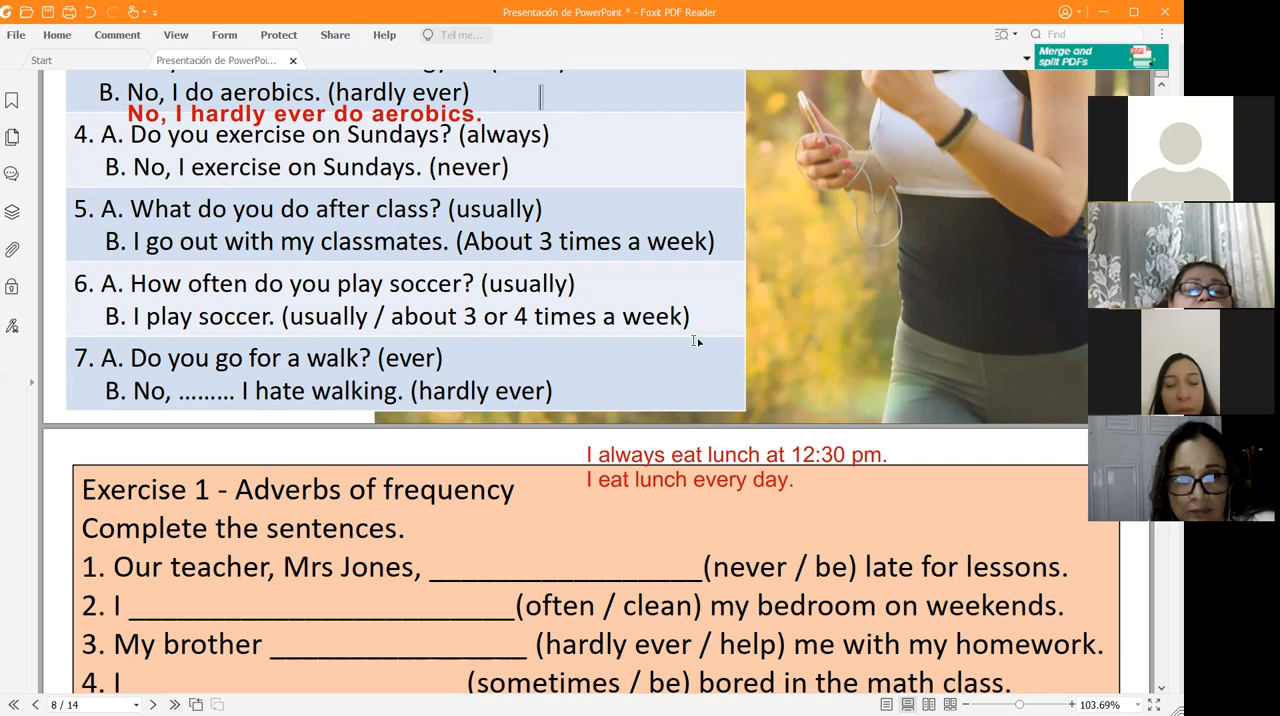 Presentación de PowerPoint * - Foxit PDF Reader
File Home Comment View Form Protect Share Help Tell me... Find
Start Presentación de PowerPoi... Merge and split PDFs
B. No, I do aerobics. (hardly ever)
No, I hardly ever do aerobics.
4. A. Do you exercise on Sundays? (always)
B. No, I exercise on Sundays. (never)
5. A. What do you do after class? (usually)
B. I go out with my classmates. (About 3 times a week)
6. A. How often do you play soccer? (usually)
B. I play soccer. (usually / about 3 or 4 times a week)
7. A. Do you go for a walk? (ever)
B. No, ……… I hate walking. (hardly ever)
I always eat lunch at 12:30 pm.
I eat lunch every day.
Exercise 1 - Adverbs of frequency
Complete the sentences.
1. Our teacher, Mrs Jones, _________________(never / be) late for lessons.
2. I ________________________(often / clean) my bedroom on weekends.
3. My brother ________________ (hardly ever / help) me with my homework.
4. I ______________________(sometimes / be) bored in the math class.
8 / 14 103.69%